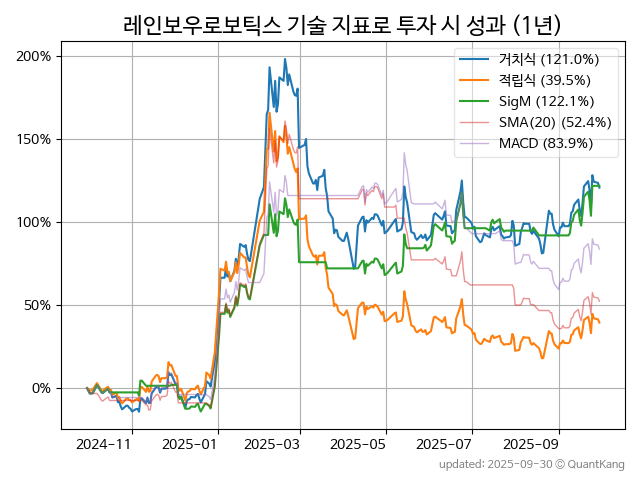 레인보우로보틱스 기술 지표로 투자 시 성과 (1년)
거치식 (121.0%)
적립식 (39.5%)
SigM (122.1%)
SMA(20) (52.4%)
MACD (83.9%)
200%
150%
100%
50%
0%
2024-11 2025-01 2025-03 2025-05 2025-07 2025-09
updated: 2025-09-30 © QuantKang